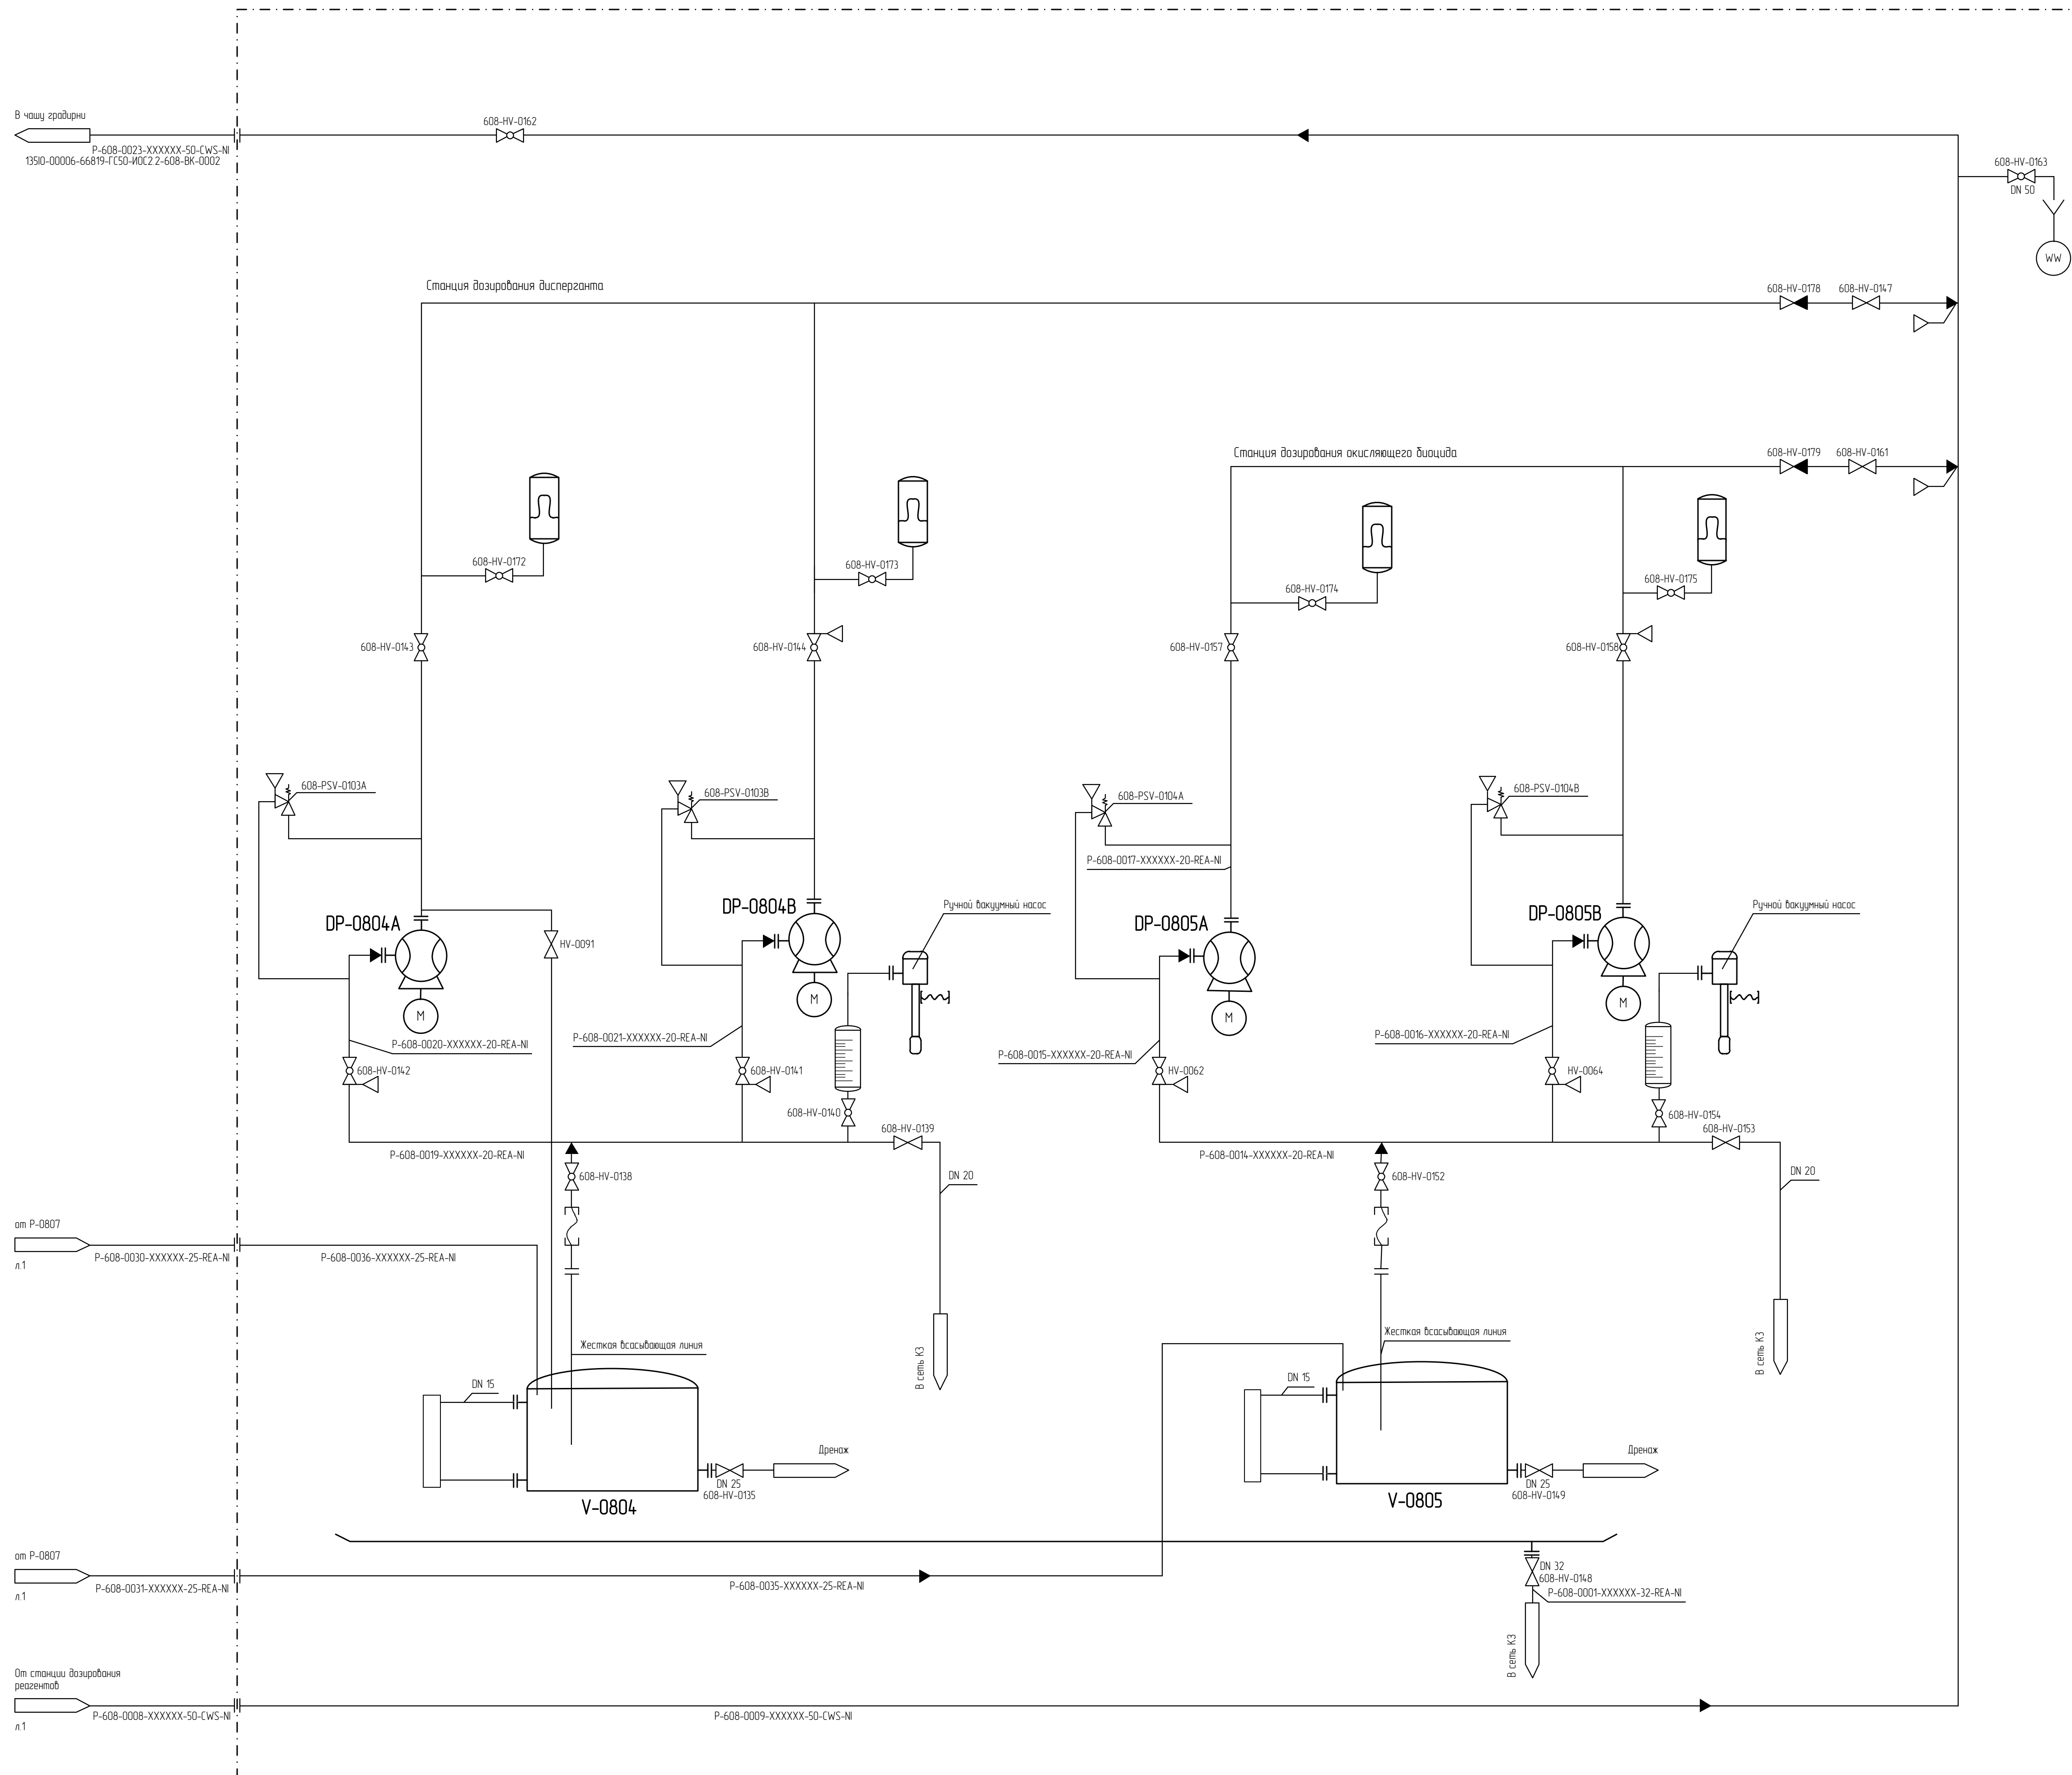 В чашу градирни
P-608-0023-XXXXXX-50-CWS-NI
13510-00006-66819-ГС50-ИОС2.2-608-ВК-0002
608-HV-0162
608-HV-0163
DN 50
WW
Станция дозирования дисперганта
608-HV-0178
608-HV-0147
Станция дозирования окисляющего биоцида
608-HV-0179
608-HV-0161
608-HV-0172
608-HV-0173
608-HV-0174
608-HV-0175
608-HV-0143
608-HV-0144
608-HV-0157
608-HV-0158
608-PSV-0103A
608-PSV-0103B
608-PSV-0104A
608-PSV-0104B
P-608-0017-XXXXXX-20-REA-NI
DP-0804A
DP-0804B
Ручной вакуумный насос
DP-0805A
DP-0805B
Ручной вакуумный насос
HV-0091
M
M
M
M
P-608-0020-XXXXXX-20-REA-NI
P-608-0021-XXXXXX-20-REA-NI
P-608-0015-XXXXXX-20-REA-NI
P-608-0016-XXXXXX-20-REA-NI
608-HV-0142
608-HV-0141
HV-0062
HV-0064
608-HV-0140
608-HV-0139
608-HV-0154
608-HV-0153
P-608-0019-XXXXXX-20-REA-NI
P-608-0014-XXXXXX-20-REA-NI
608-HV-0138
DN 20
608-HV-0152
DN 20
от P-0807
P-608-0030-XXXXXX-25-REA-NI
P-608-0036-XXXXXX-25-REA-NI
л.1
Жесткая всасывающая линия
В сеть К3
Жесткая всасывающая линия
В сеть К3
DN 15
DN 15
Дренаж
DN 25
608-HV-0135
Дренаж
DN 25
608-HV-0149
V-0804
V-0805
от P-0807
P-608-0031-XXXXXX-25-REA-NI
P-608-0035-XXXXXX-25-REA-NI
л.1
DN 32
608-HV-0148
P-608-0001-XXXXXX-32-REA-NI
В сеть К3
От станции дозирования
реагентов
P-608-0008-XXXXXX-50-CWS-NI
P-608-0009-XXXXXX-50-CWS-NI
л.1